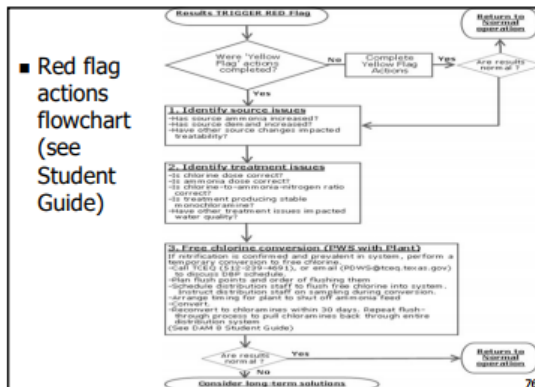 ■ Red flag
actions
flowchart
(see
Student
Guide)
Results TRIGGER RED Flag
Return to
Normal
operation
Were 'Yellow
Flag' actions
completed?
No
Complete
Yellow Flag
Actions
Yes
Are results
normal ?
Yes
1. Identify source issues
-Has source ammonia increased?
-Has source demand increased?
-Have other source changes impacted
treatability?
2. Identify treatment issues
-Is chlorine dose correct?
-Is ammonia dose correct?
-Is chlorine-to-ammonia-nitrogen ratio
correct?
-Is treatment producing stable
monochloramine?
-Have other treatment issues impacted
water quality?
3. Free chlorine conversion (PWS with Plant)
If nitrification is confirmed and prevalent in system, perform a
temporary conversion to free chlorine.
-Call TCEQ (512-239-4691), or email (PDWS@tceq.texas.gov)
to discuss DBP schedule.
-Plan flush points and order of flushing them
-Schedule distribution staff to flush free chlorine into system.
Instruct distribution staff on sampling during conversion.
-Arrange timing for plant to shut off ammonia feed
-Convert.
-Reconvert to chloramines within 30 days. Repeat flush-
through process to pull chloramines back through entire
distribution system
(See DAM 8 Student Guide)
Are results
normal ?
Yes
Return to
Normal
operation
No
Consider long-term solutions
76